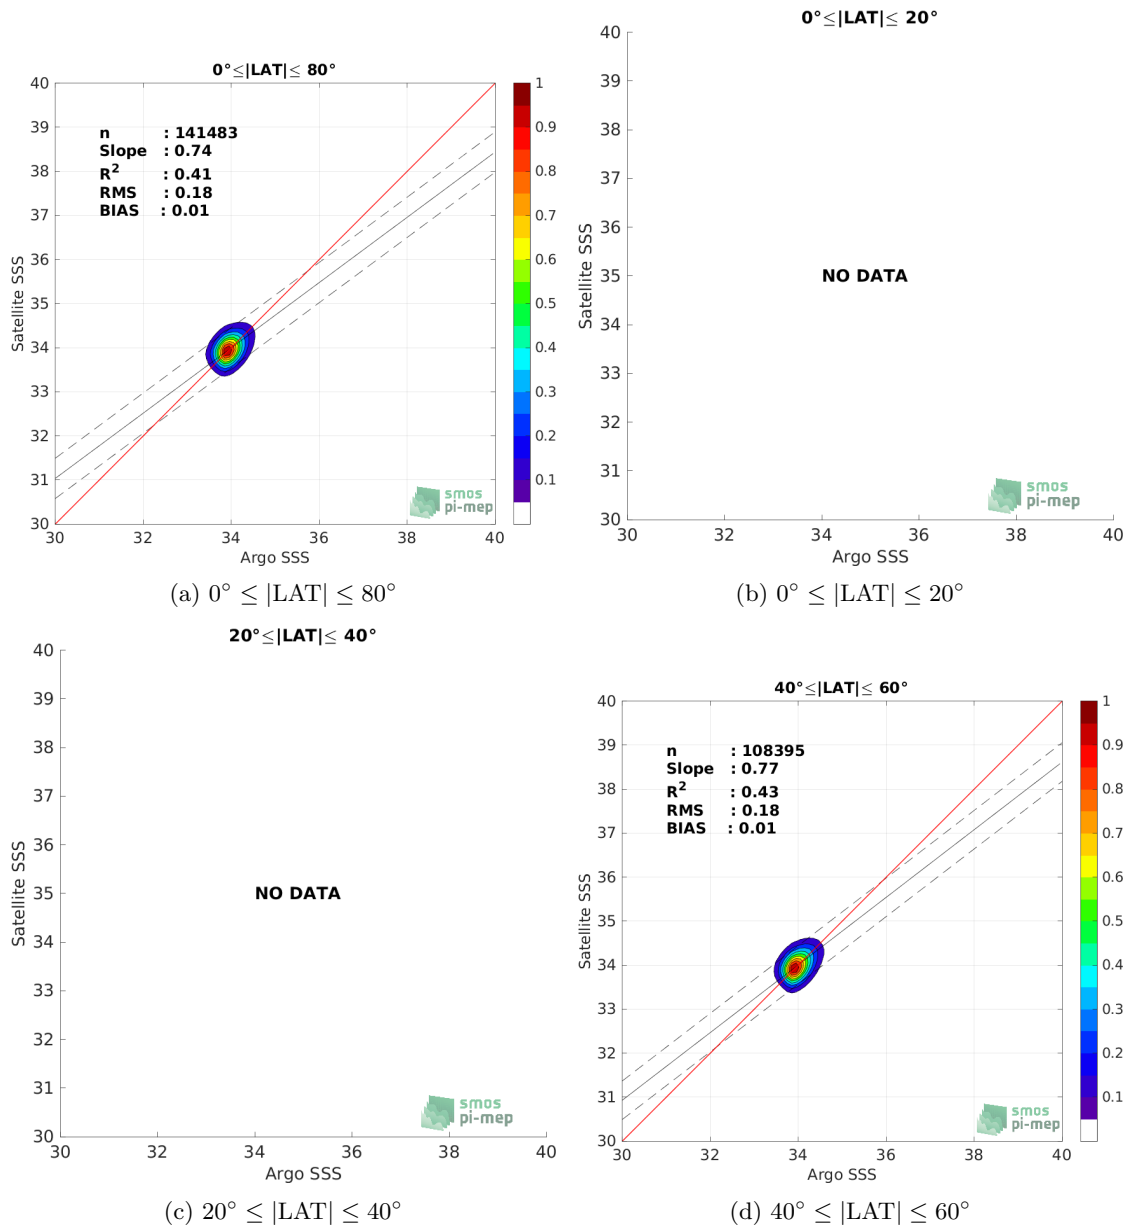 0°≤|LAT|≤ 80°
40
39
38
37
36
35
34
33
32
31
30
Satellite SSS
n : 141483
Slope : 0.74
R² : 0.41
RMS : 0.18
BIAS : 0.01
smos
pi-mep
30 32 34 36 38 40
Argo SSS
1
0.9
0.8
0.7
0.6
0.5
0.4
0.3
0.2
0.1
(a) 0° ≤ |LAT| ≤ 80°
0°≤|LAT|≤ 20°
40
39
38
37
36
35
34
33
32
31
30
Satellite SSS
NO DATA
smos
pi-mep
30 32 34 36 38 40
Argo SSS
(b) 0° ≤ |LAT| ≤ 20°
20°≤|LAT|≤ 40°
40
39
38
37
36
35
34
33
32
31
30
Satellite SSS
NO DATA
smos
pi-mep
30 32 34 36 38 40
Argo SSS
(c) 20° ≤ |LAT| ≤ 40°
40°≤|LAT|≤ 60°
40
39
38
37
36
35
34
33
32
31
30
Satellite SSS
n : 108395
Slope : 0.77
R² : 0.43
RMS : 0.18
BIAS : 0.01
smos
pi-mep
30 32 34 36 38 40
Argo SSS
1
0.9
0.8
0.7
0.6
0.5
0.4
0.3
0.2
0.1
(d) 40° ≤ |LAT| ≤ 60°